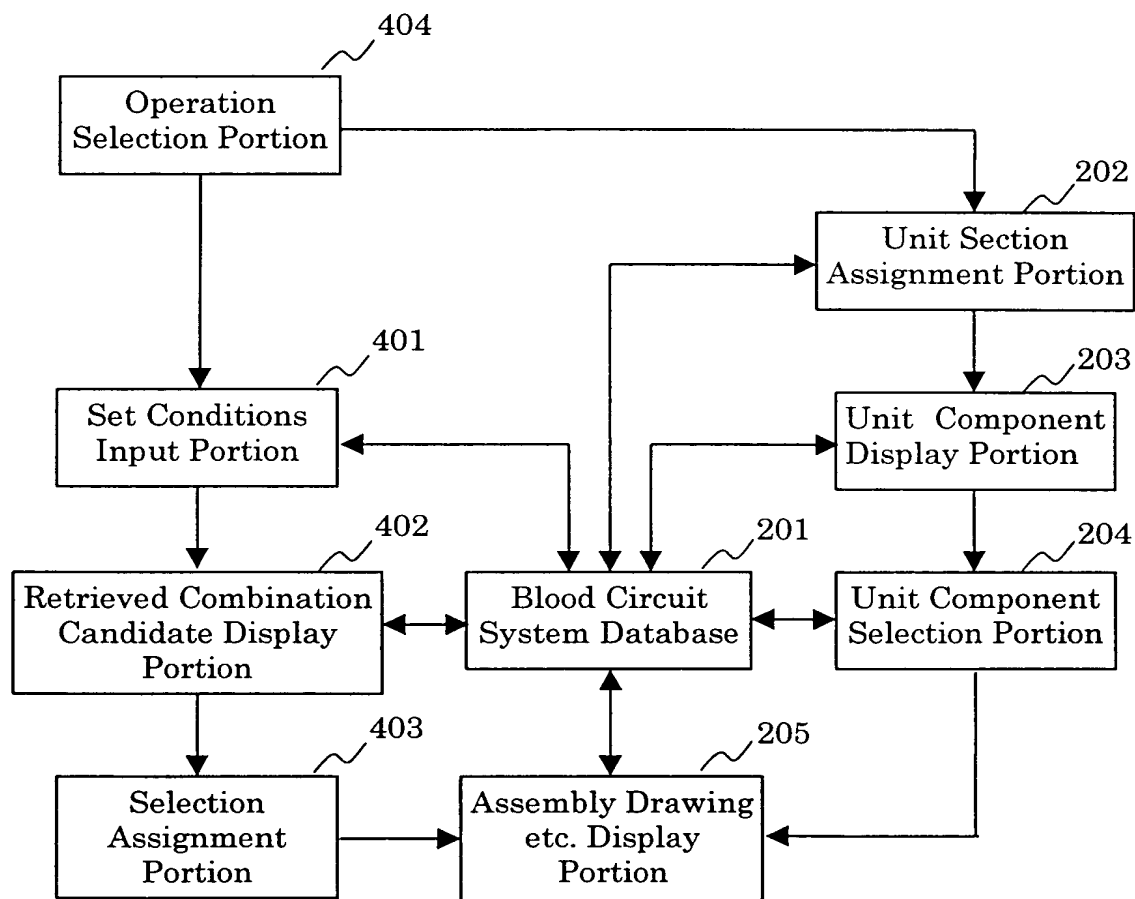 404
Operation
Selection Portion
202
Unit Section
Assignment Portion
401
Set Conditions
Input Portion
203
Unit Component
Display Portion
402
Retrieved Combination
Candidate Display
Portion
201
Blood Circuit
System Database
204
Unit Component
Selection Portion
403
Selection
Assignment
Portion
205
Assembly Drawing
etc. Display
Portion